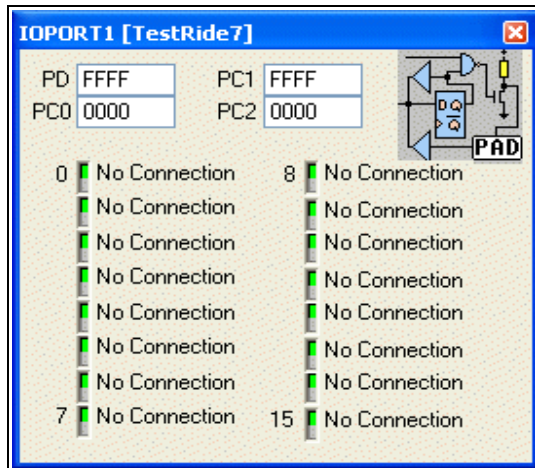 IOPORT1 [TestRide7]
PD FFFF PC1 FFFF
PC0 0000 PC2 0000
D Q
Q
PAD
0 No Connection 8 No Connection
No Connection No Connection
No Connection No Connection
No Connection No Connection
No Connection No Connection
No Connection No Connection
No Connection No Connection
7 No Connection 15 No Connection